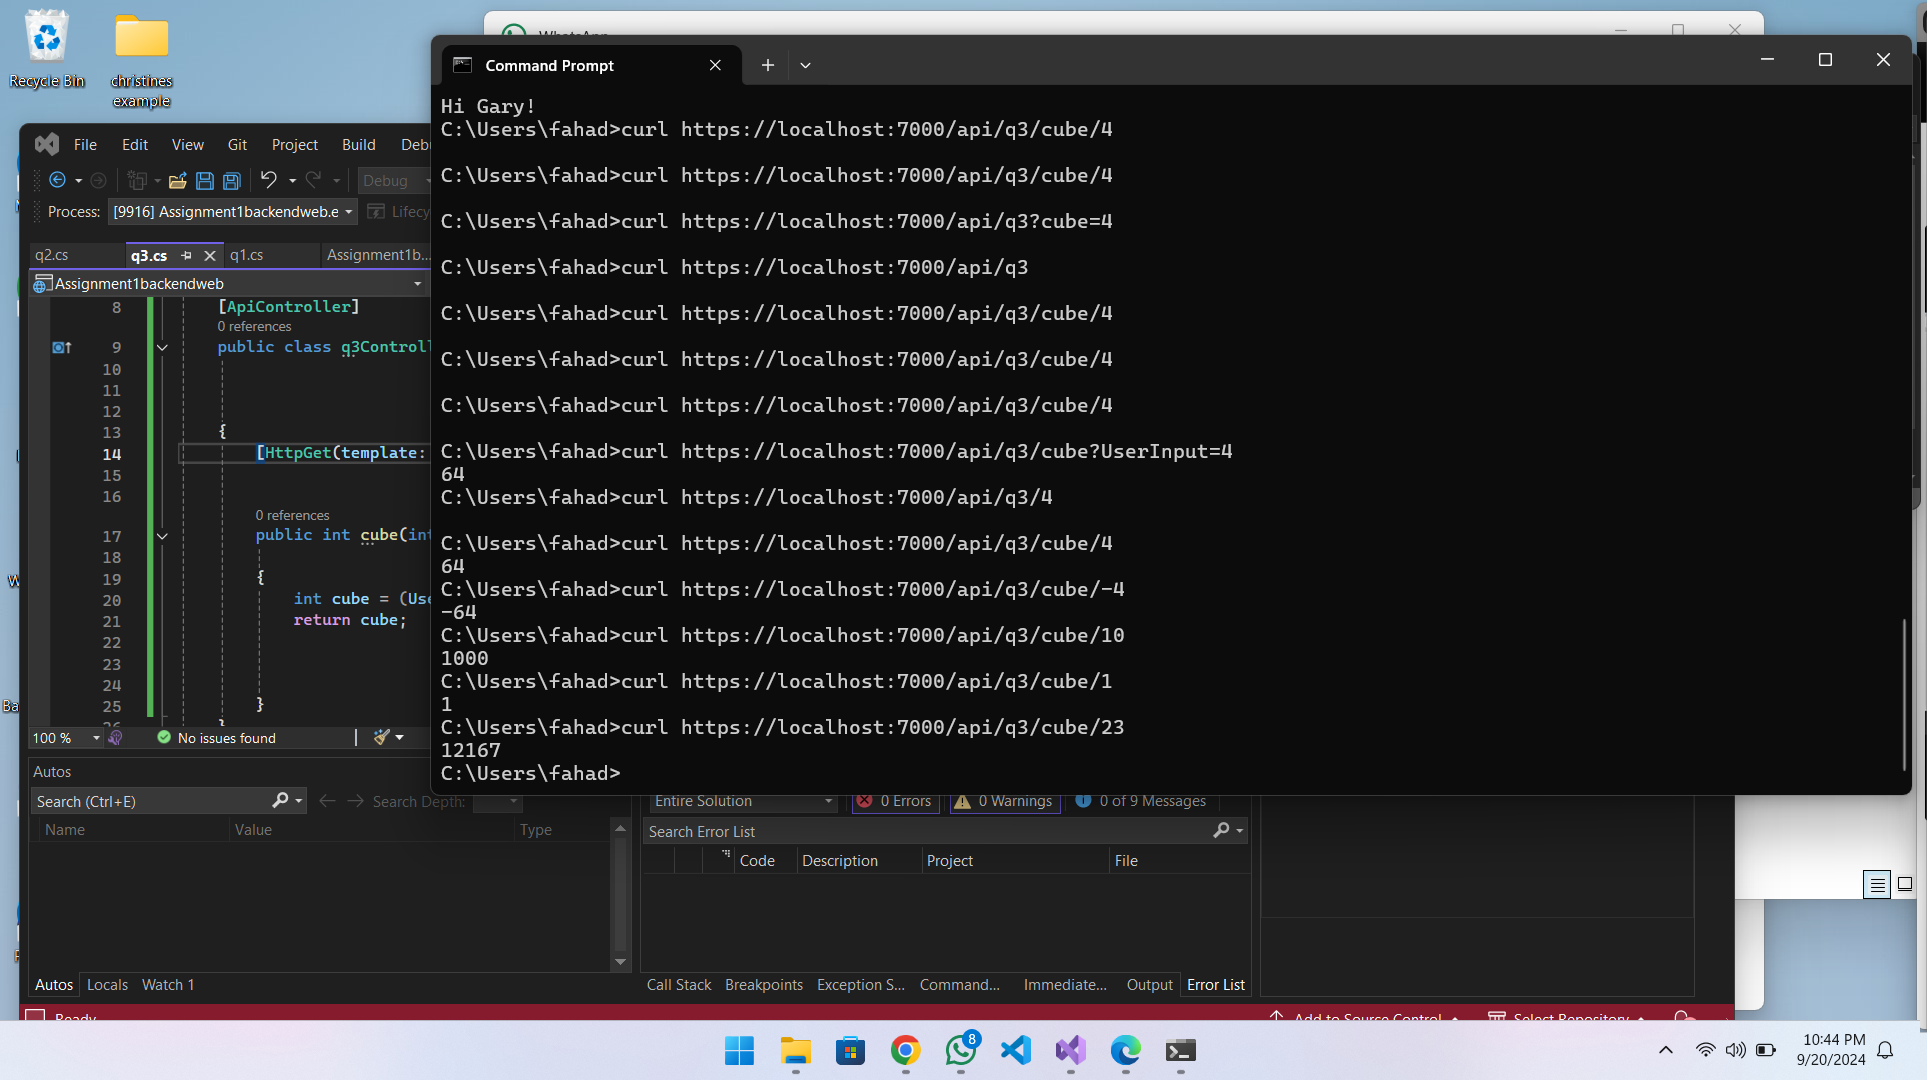 Recycle Bin
christines example
WhatsApp
Command Prompt
Hi Gary!
C:\Users\fahad>curl https://localhost:7000/api/q3/cube/4
C:\Users\fahad>curl https://localhost:7000/api/q3/cube/4
C:\Users\fahad>curl https://localhost:7000/api/q3?cube=4
C:\Users\fahad>curl https://localhost:7000/api/q3
C:\Users\fahad>curl https://localhost:7000/api/q3/cube/4
C:\Users\fahad>curl https://localhost:7000/api/q3/cube/4
C:\Users\fahad>curl https://localhost:7000/api/q3/cube/4
C:\Users\fahad>curl https://localhost:7000/api/q3/cube?UserInput=4
64
C:\Users\fahad>curl https://localhost:7000/api/q3/4
C:\Users\fahad>curl https://localhost:7000/api/q3/cube/4
64
C:\Users\fahad>curl https://localhost:7000/api/q3/cube/-4
-64
C:\Users\fahad>curl https://localhost:7000/api/q3/cube/10
1000
C:\Users\fahad>curl https://localhost:7000/api/q3/cube/1
1
C:\Users\fahad>curl https://localhost:7000/api/q3/cube/23
12167
C:\Users\fahad>
File Edit View Git Project Build Deb
Debug
Process: [9916] Assignment1backendweb.e Lifecy
q2.cs q3.cs q1.cs Assignment1b...
Assignment1backendweb
8 [ApiController]
0 references
9 public class q3Controll
10
11
12
13 {
14 [HttpGet(template:
15
16
0 references
17 public int cube(int
18
19 {
20 int cube = (Use
21 return cube;
22
23
24
25 }
26 }
100 % No issues found
Autos
Search (Ctrl+E) Search Depth:
Name Value Type
Autos Locals Watch 1
Entire Solution 0 Errors 0 Warnings 0 of 9 Messages
Search Error List
Code Description Project File
Call Stack Breakpoints Exception S... Command... Immediate... Output Error List
Ready Add to Source Control Select Repository
8
10:44 PM
9/20/2024